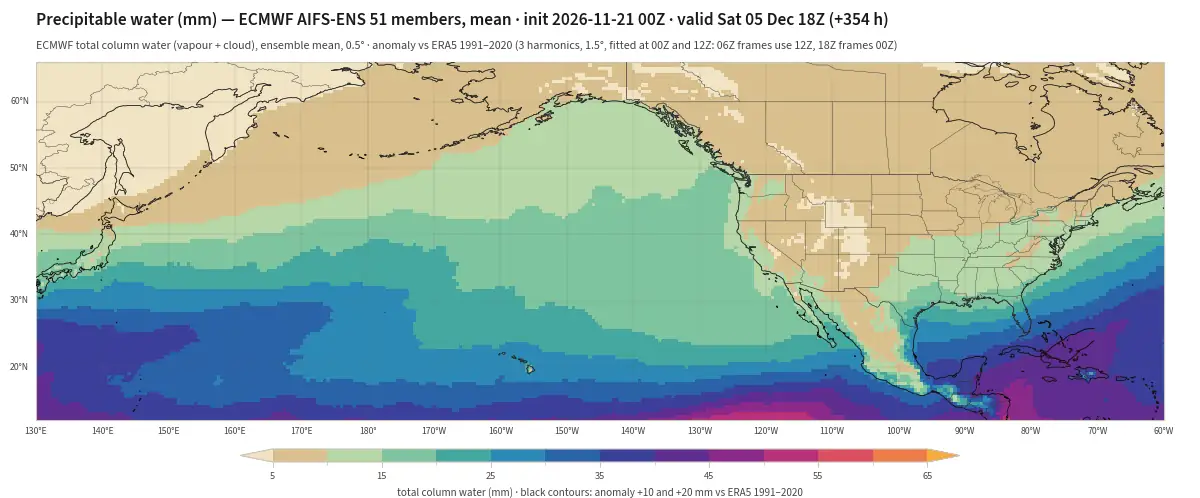 Precipitable water (mm) — ECMWF AIFS-ENS 51 members, mean · init 2026-11-21 00Z · valid Sat 05 Dec 18Z (+354 h)
ECMWF total column water (vapour + cloud), ensemble mean, 0.5° · anomaly vs ERA5 1991–2020 (3 harmonics, 1.5°, fitted at 00Z and 12Z: 06Z frames use 12Z, 18Z frames 00Z)
60°N
50°N
40°N
30°N
20°N
130°E 140°E 150°E 160°E 170°E 180° 170°W 160°W 150°W 140°W 130°W 120°W 110°W 100°W 90°W 80°W 70°W 60°W
5 15 25 35 45 55 65
total column water (mm) · black contours: anomaly +10 and +20 mm vs ERA5 1991–2020